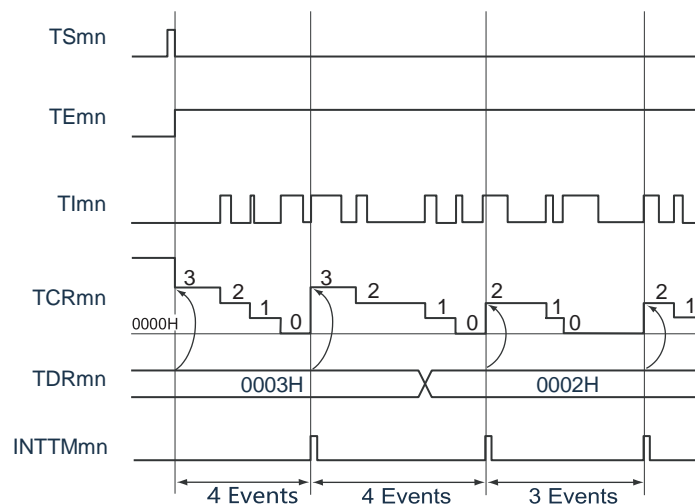 TSmn
TEmn
TImn
TCRmn
3 2 1 0 3 2 1 0 2 1 0 2 1
0000H
TDRmn
0003H 0002H
INTTMmn
4 Events 4 Events 3 Events